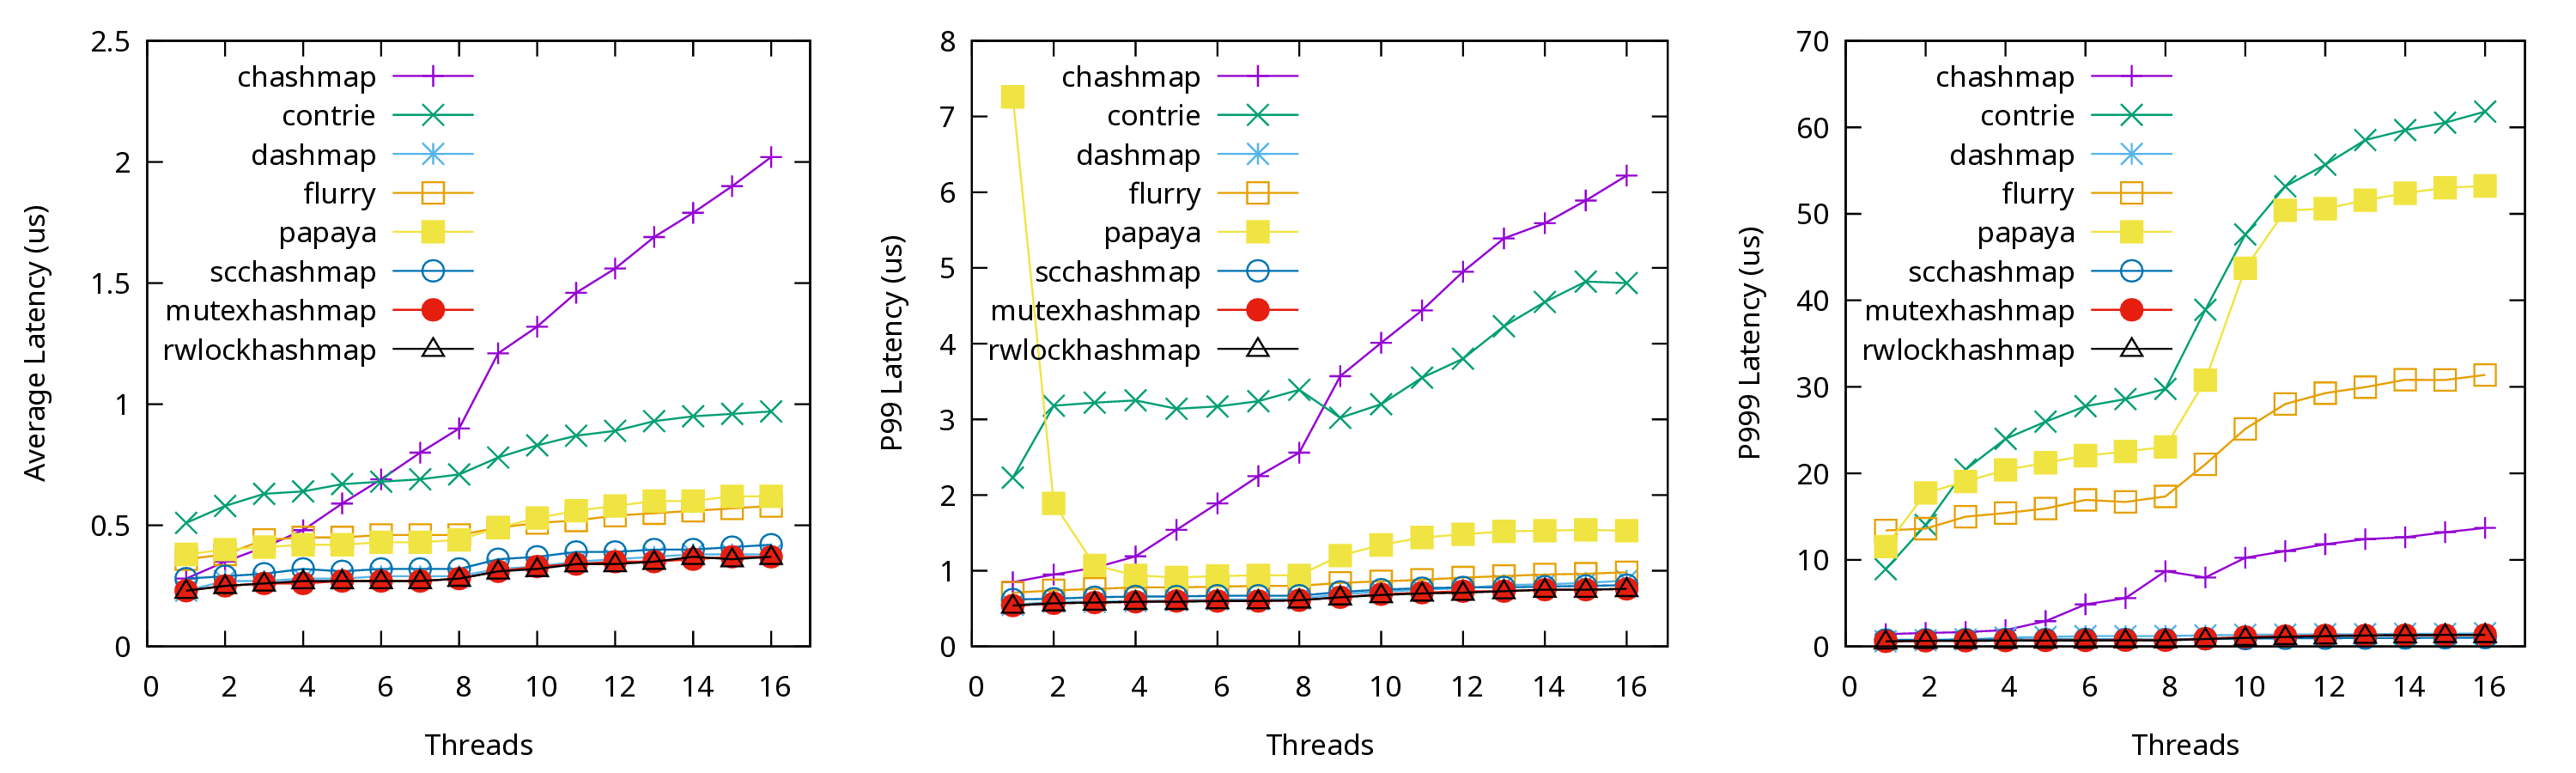 Average Latency (us)
2.5
2
1.5
1
0.5
0
chashmap
contrie
dashmap
flurry
papaya
scchashmap
mutexhashmap
rwlockhashmap
0 2 4 6 8 10 12 14 16
Threads
P99 Latency (us)
8
7
6
5
4
3
2
1
0
chashmap
contrie
dashmap
flurry
papaya
scchashmap
mutexhashmap
rwlockhashmap
0 2 4 6 8 10 12 14 16
Threads
P999 Latency (us)
70
60
50
40
30
20
10
0
chashmap
contrie
dashmap
flurry
papaya
scchashmap
mutexhashmap
rwlockhashmap
0 2 4 6 8 10 12 14 16
Threads